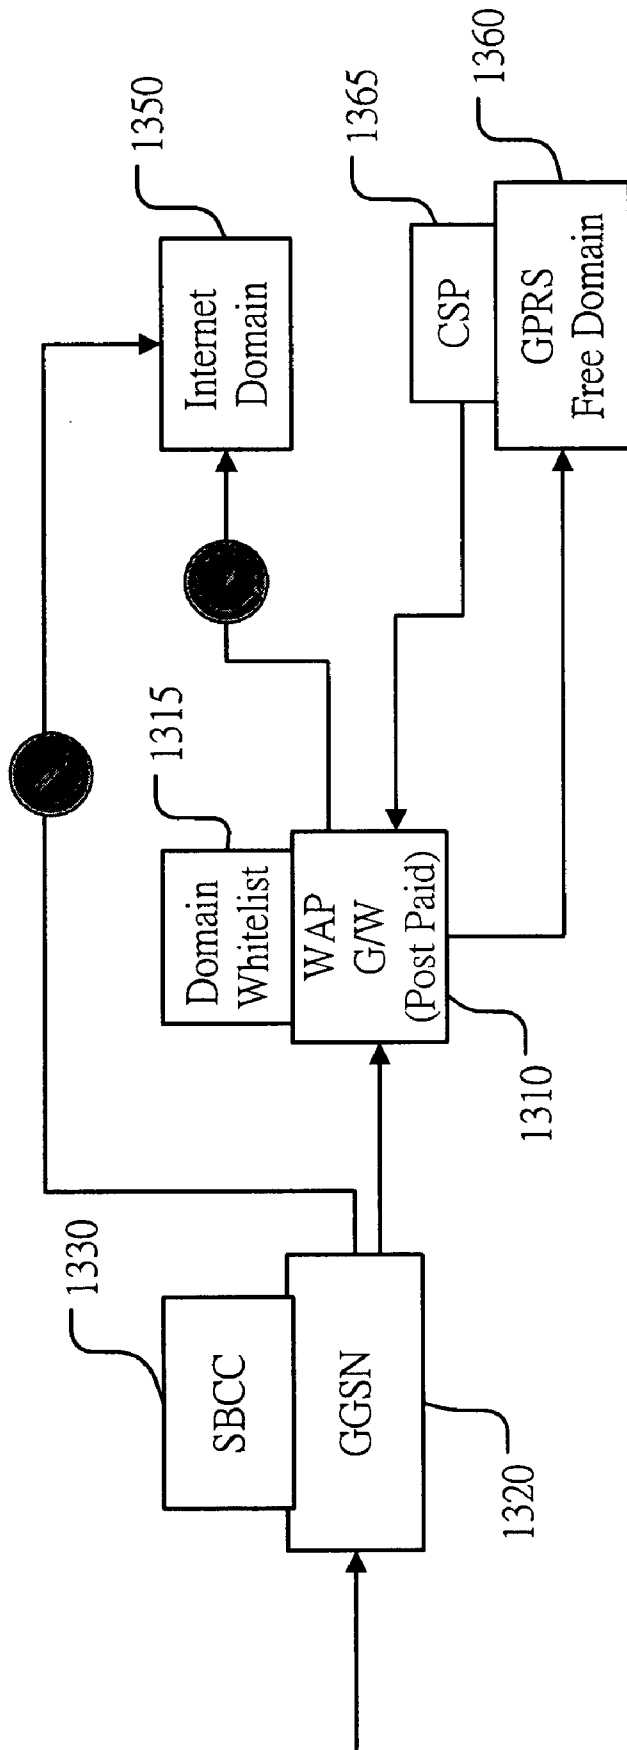 SBCC
1330
GGSN
1320
Domain
Whitelist
1315
WAP
G/W
(Post Paid)
1310
Internet
Domain
1350
CSP
1365
GPRS
Free Domain
1360